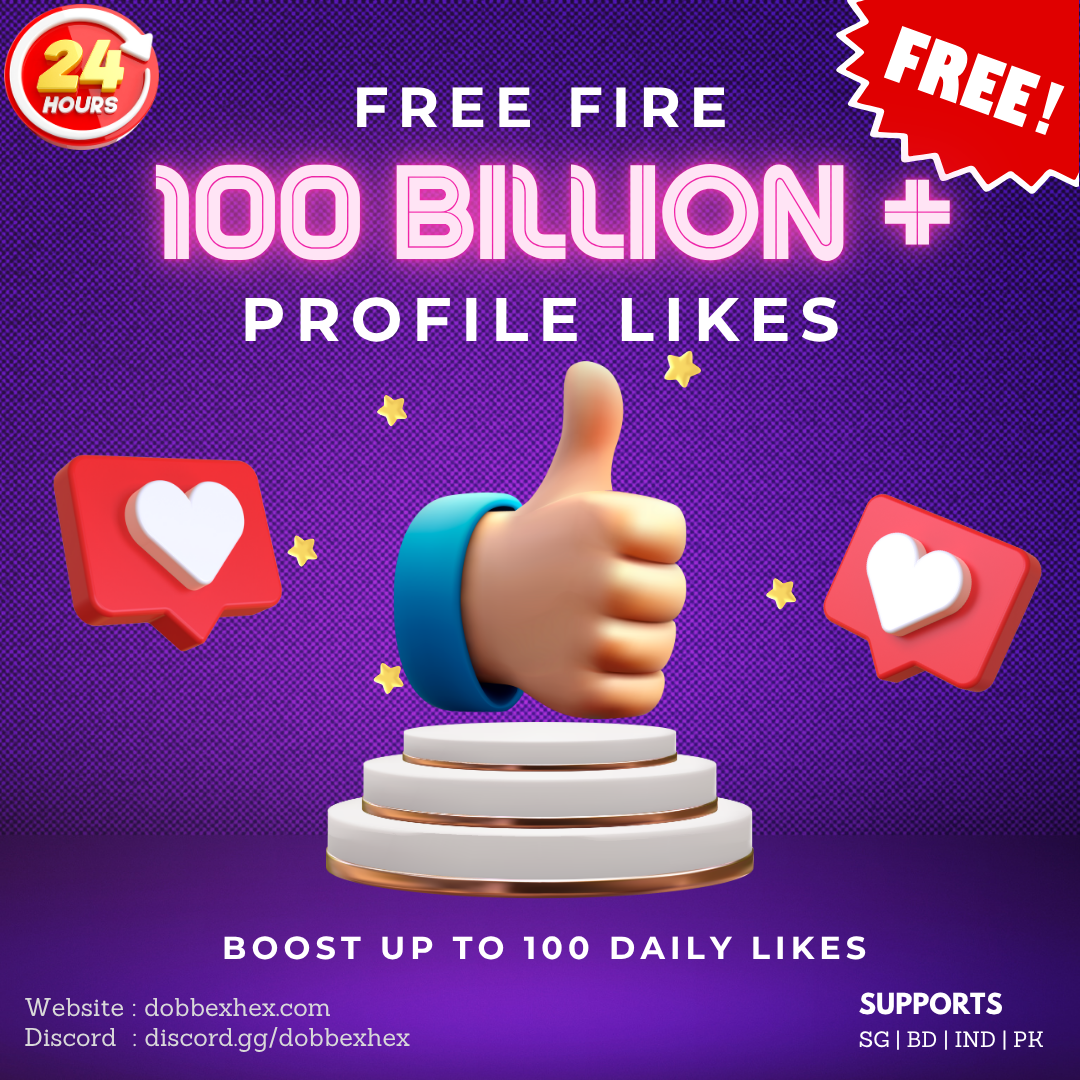 24
HOURS
FREE!
FREE FIRE
100 BILLION +
PROFILE LIKES
BOOST UP TO 100 DAILY LIKES
Website : dobbexhex.com
Discord : discord.gg/dobbexhex
SUPPORTS
SG | BD | IND | PK